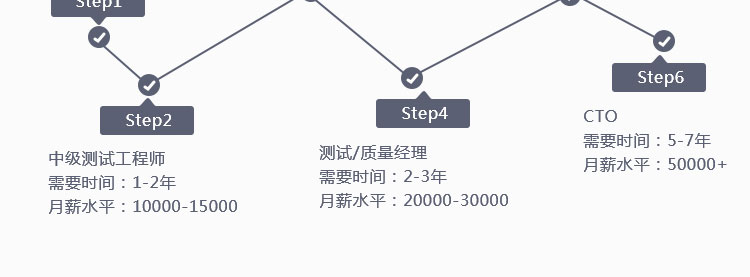 Step1
Step2
中级测试工程师
需要时间：1-2年
月薪水平：10000-15000
Step4
测试/质量经理
需要时间：2-3年
月薪水平：20000-30000
Step6
CTO
需要时间：5-7年
月薪水平：50000+